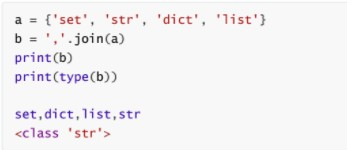 a = {'set', 'str', 'dict', 'list'}
b = ','.join(a)
print(b)
print(type(b))
set,dict,list,str
<class 'str'>